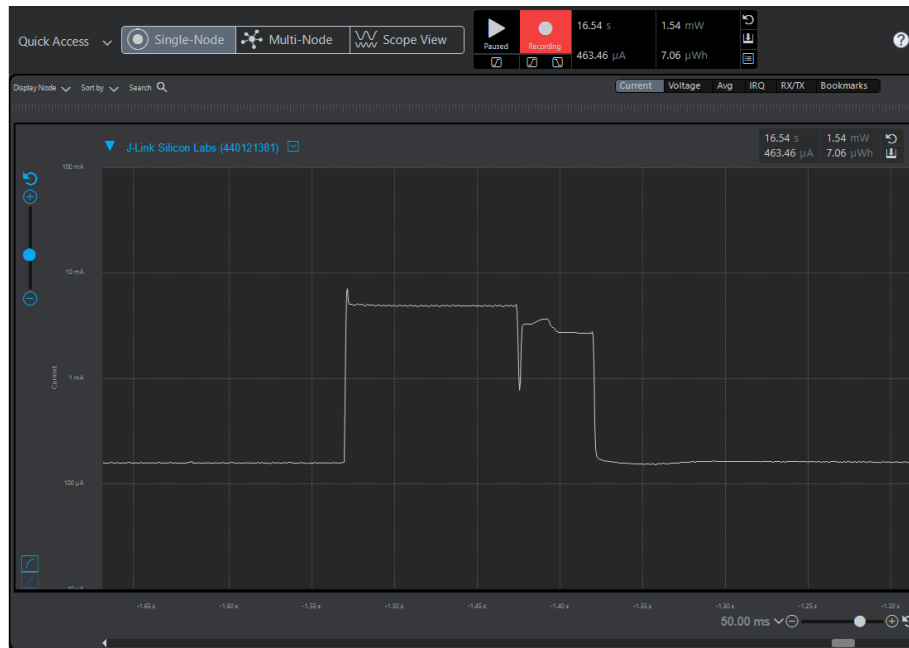 Quick Access Single-Node Multi-Node Scope View
Paused Recording 16.54 s 1.54 mW
463.46 µA 7.06 µWh
?
Display Node Sort by Search Current Voltage Avg IRQ RX/TX Bookmarks
J-Link Silicon Labs (440121381) 16.54 s 1.54 mW
463.46 µA 7.06 µWh
100 mA
10 mA
Current
1 mA
100 µA
10 µA
-1.65 s -1.60 s -1.55 s -1.50 s -1.45 s -1.40 s -1.35 s -1.30 s -1.25 s -1.20 s
50.00 ms